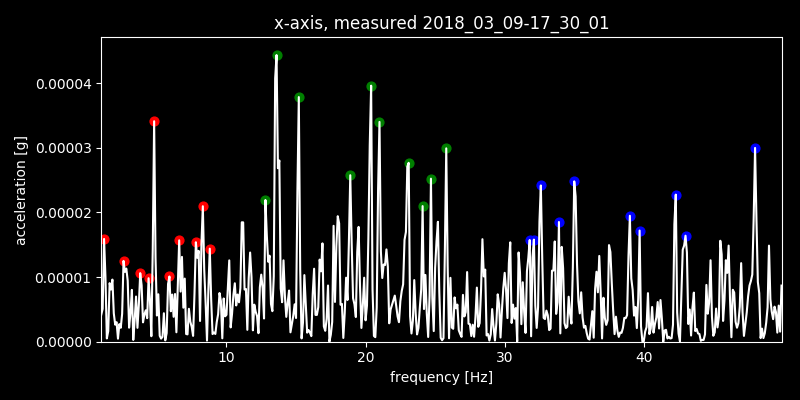 x-axis, measured 2018_03_09-17_30_01
0.00004
0.00003
0.00002
0.00001
0.00000
acceleration [g]
10 20 30 40
frequency [Hz]